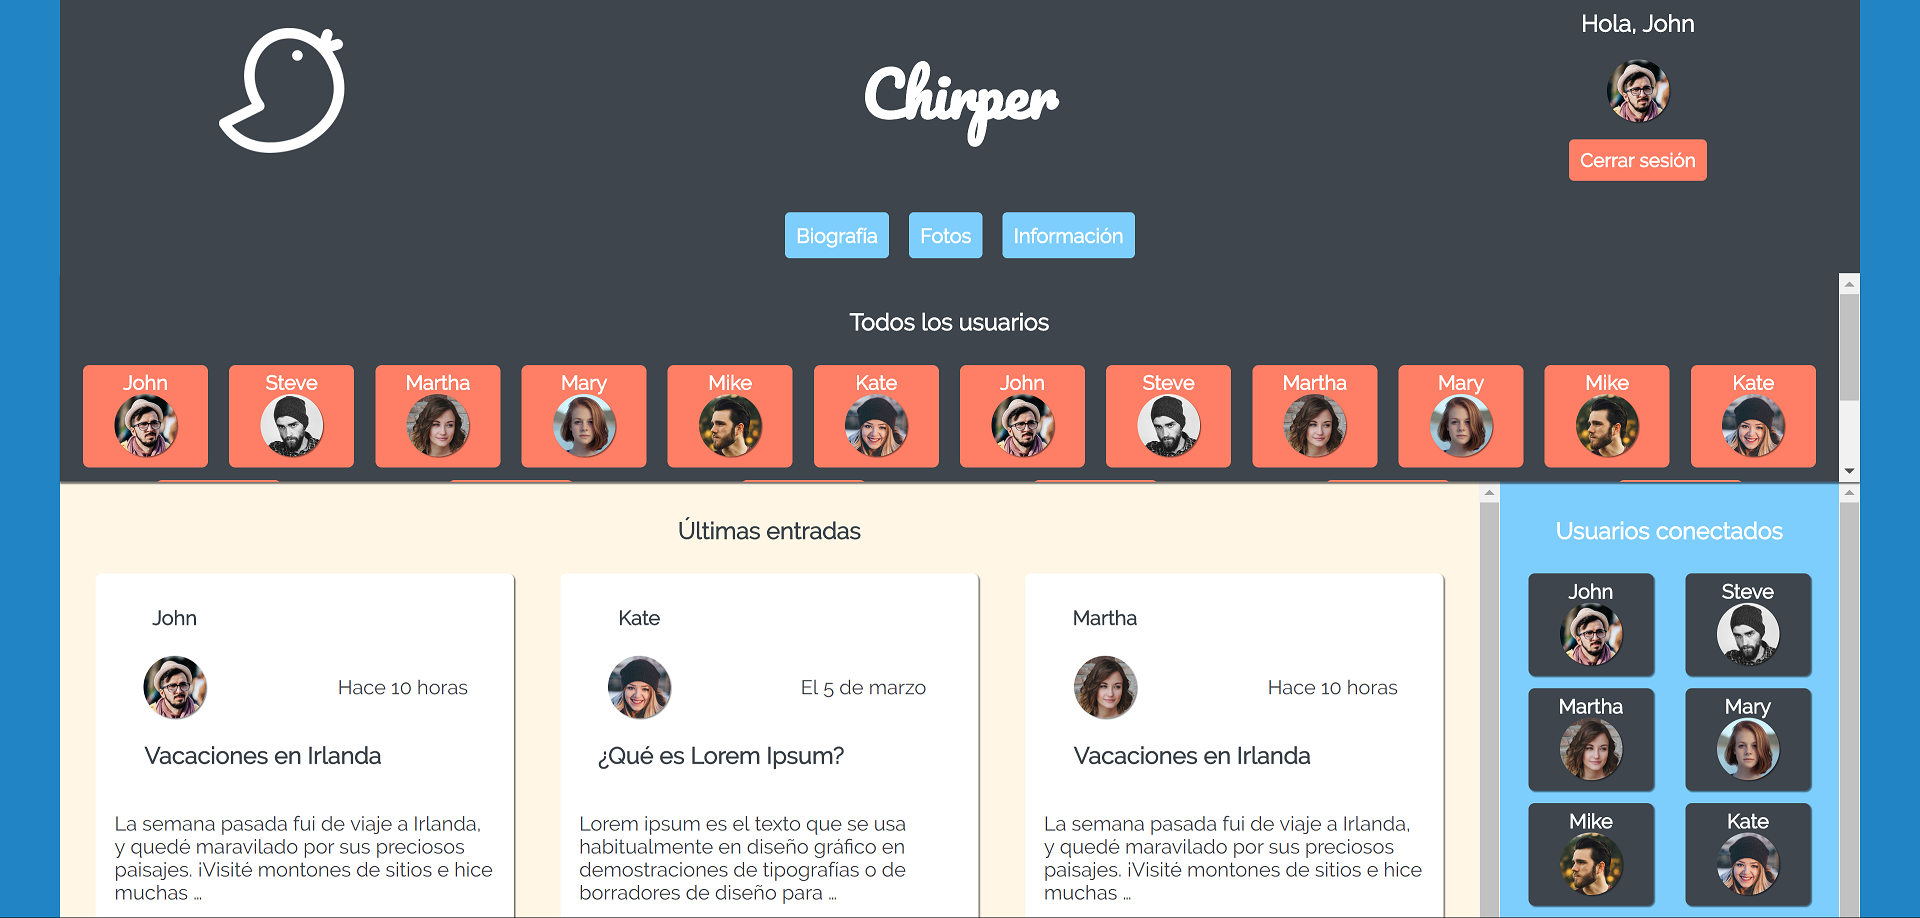 Hola, John
Chirper
Cerrar sesión
Biografía
Fotos
Información
Todos los usuarios
John
Steve
Martha
Mary
Mike
Kate
John
Steve
Martha
Mary
Mike
Kate
Últimas entradas
John
Hace 10 horas
Vacaciones en Irlanda
La semana pasada fui de viaje a Irlanda,
y quedé maravilado por sus preciosos
paisajes. ¡Visité montones de sitios e hice
muchas ...
Kate
El 5 de marzo
¿Qué es Lorem Ipsum?
Lorem ipsum es el texto que se usa
habitualmente en diseño gráfico en
demostraciones de tipografías o de
borradores de diseño para ...
Martha
Hace 10 horas
Vacaciones en Irlanda
La semana pasada fui de viaje a Irlanda,
y quedé maravilado por sus preciosos
paisajes. ¡Visité montones de sitios e hice
muchas ...
Usuarios conectados
John
Steve
Martha
Mary
Mike
Kate